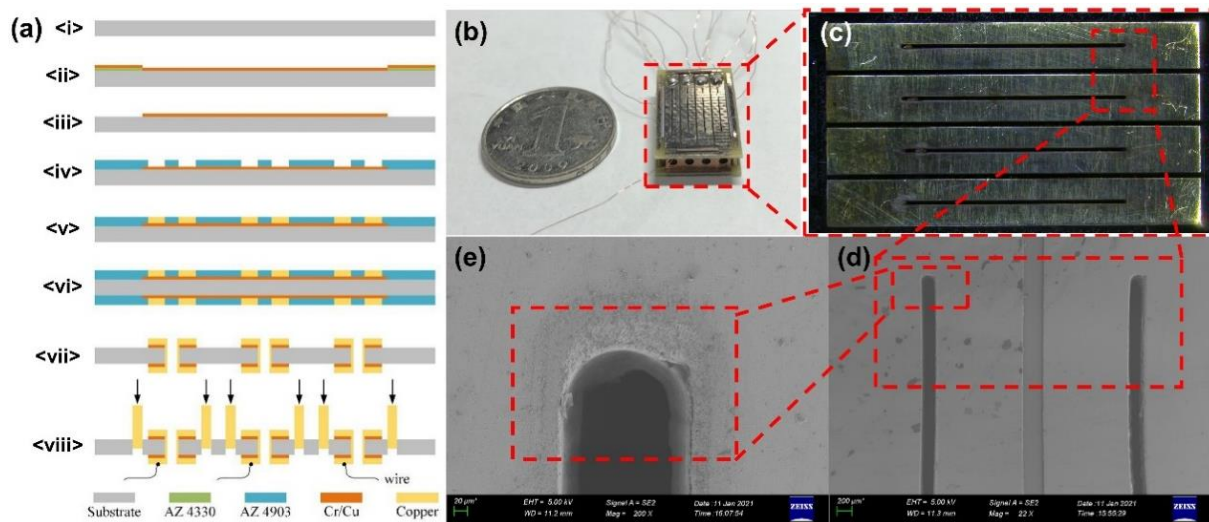 (a)
<i>
<ii>
<iii>
<iv>
<v>
<vi>
<vii>
<viii>
wire
Substrate
AZ 4330
AZ 4903
Cr/Cu
Copper
(b)
1
YUAN
(c)
(e)
20 µm*
EHT = 5.00 kV
WD = 11.2 mm
Signal A = SE2
Mag = 200 X
Date :11 Jan 2021
Time :16:07:54
ZEISS
(d)
200 µm*
EHT = 5.00 kV
WD = 11.3 mm
Signal A = SE2
Mag = 22 X
Date :11 Jan 2021
Time :15:55:29
ZEISS